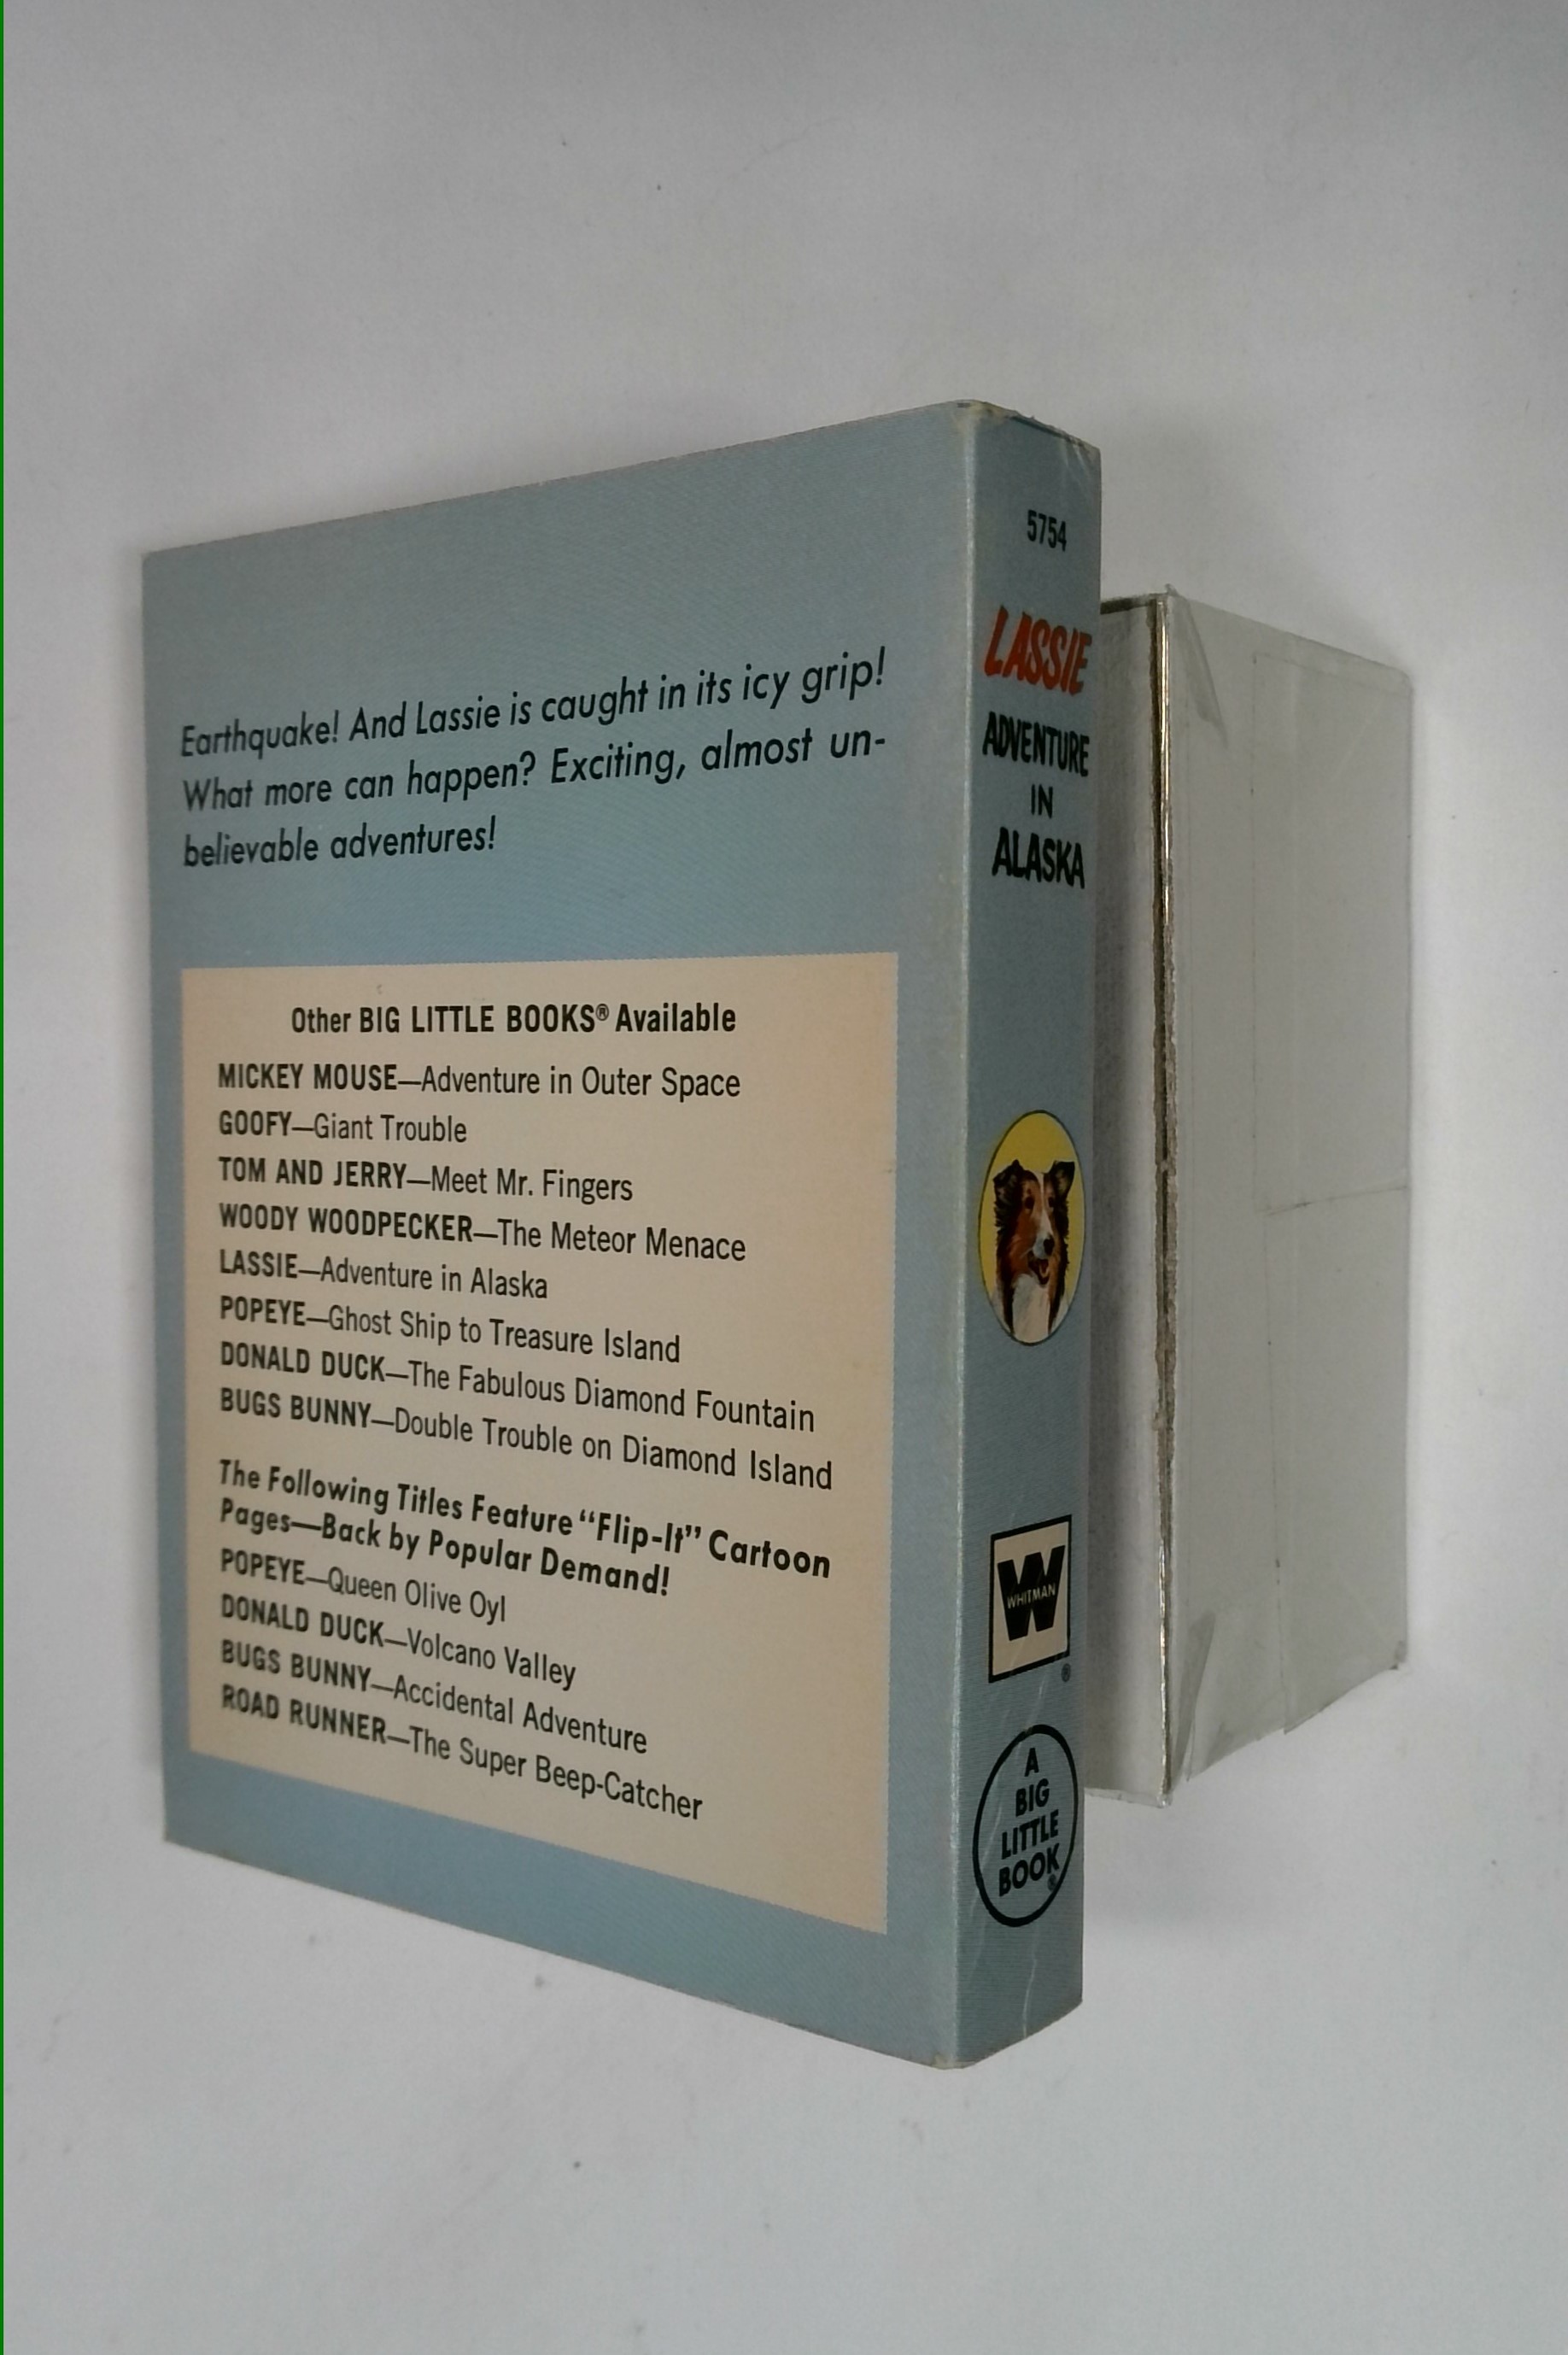 Earthquake! And Lassie is caught in its icy grip!
What more can happen? Exciting, almost un-
believable adventures!
Other BIG LITTLE BOOKS® Available
MICKEY MOUSE—Adventure in Outer Space
GOOFY—Giant Trouble
TOM AND JERRY—Meet Mr. Fingers
WOODY WOODPECKER—The Meteor Menace
LASSIE—Adventure in Alaska
POPEYE—Ghost Ship to Treasure Island
DONALD DUCK—The Fabulous Diamond Fountain
BUGS BUNNY—Double Trouble on Diamond Island
The Following Titles Feature “Flip-It” Cartoon
Pages—Back by Popular Demand!
POPEYE—Queen Olive Oyl
DONALD DUCK—Volcano Valley
BUGS BUNNY—Accidental Adventure
ROAD RUNNER—The Super Beep-Catcher
5754
LASSIE
ADVENTURE
IN
ALASKA
W
WHITMAN
®
A
BIG
LITTLE
BOOK®